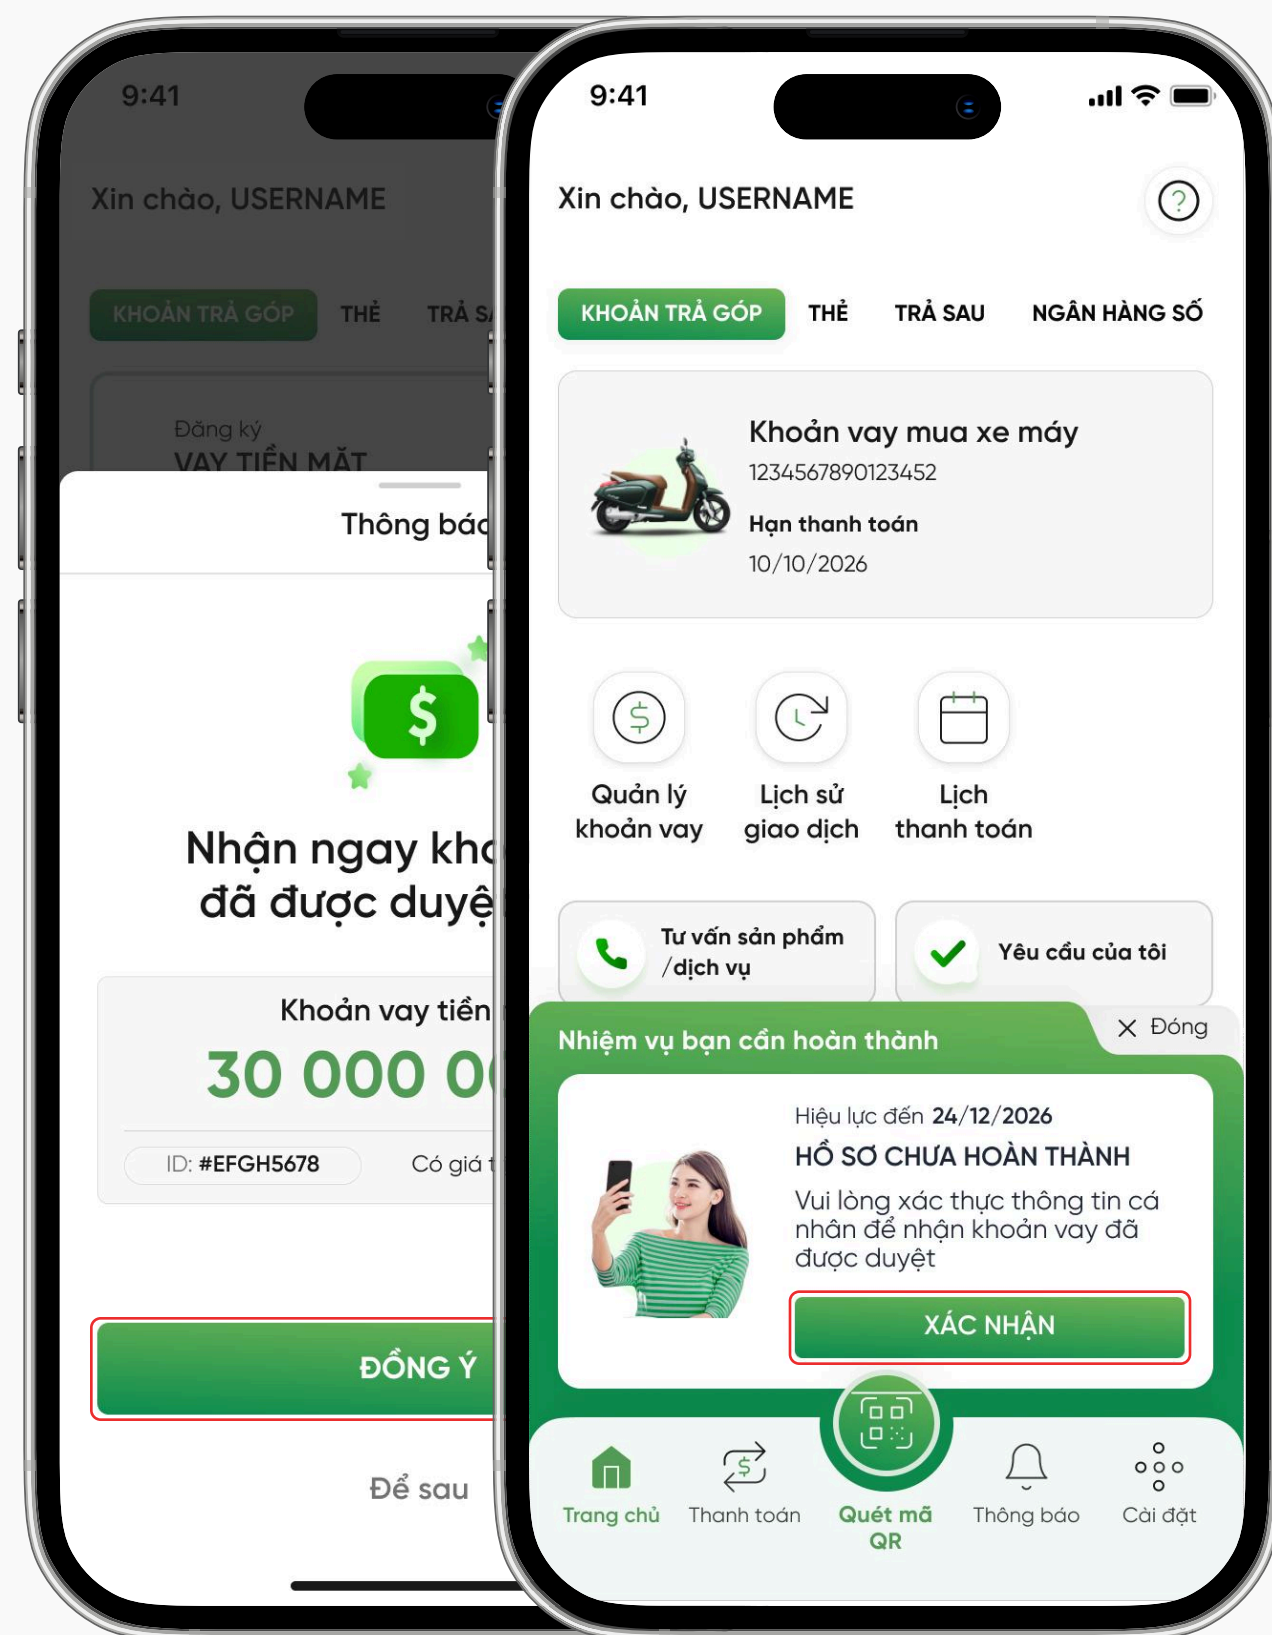 9:41
Xin chào, USERNAME
KHOẢN TRẢ GÓP THẺ TRẢ
Đăng ký
VAY TIỀN MẶT
Thông báo
$
Nhận ngay
đã được
Khoản vay tiền
30 000
ID: #EFGH5678 Có giá
ĐỒNG Ý
Để sau
9:41
Xin chào, USERNAME
?
KHOẢN TRẢ GÓP THẺ TRẢ SAU NGÂN HÀNG SỐ
Khoản vay mua xe máy
1234567890123452
Hạn thanh toán
10/10/2026
$
Quản lý
khoản vay
Lịch sử
giao dịch
Lịch
thanh toán
Tư vấn sản phẩm
/dịch vụ
Yêu cầu của tôi
Nhiệm vụ bạn cần hoàn thành
Đóng
Hiệu lực đến 24/12/2026
HỒ SƠ CHƯA HOÀN THÀNH
Vui lòng xác thực thông tin cá
nhân để nhận khoản vay đã
được duyệt
XÁC NHẬN
$
Trang chủ Thanh toán Quét mã Thông báo Cài đặt
QR